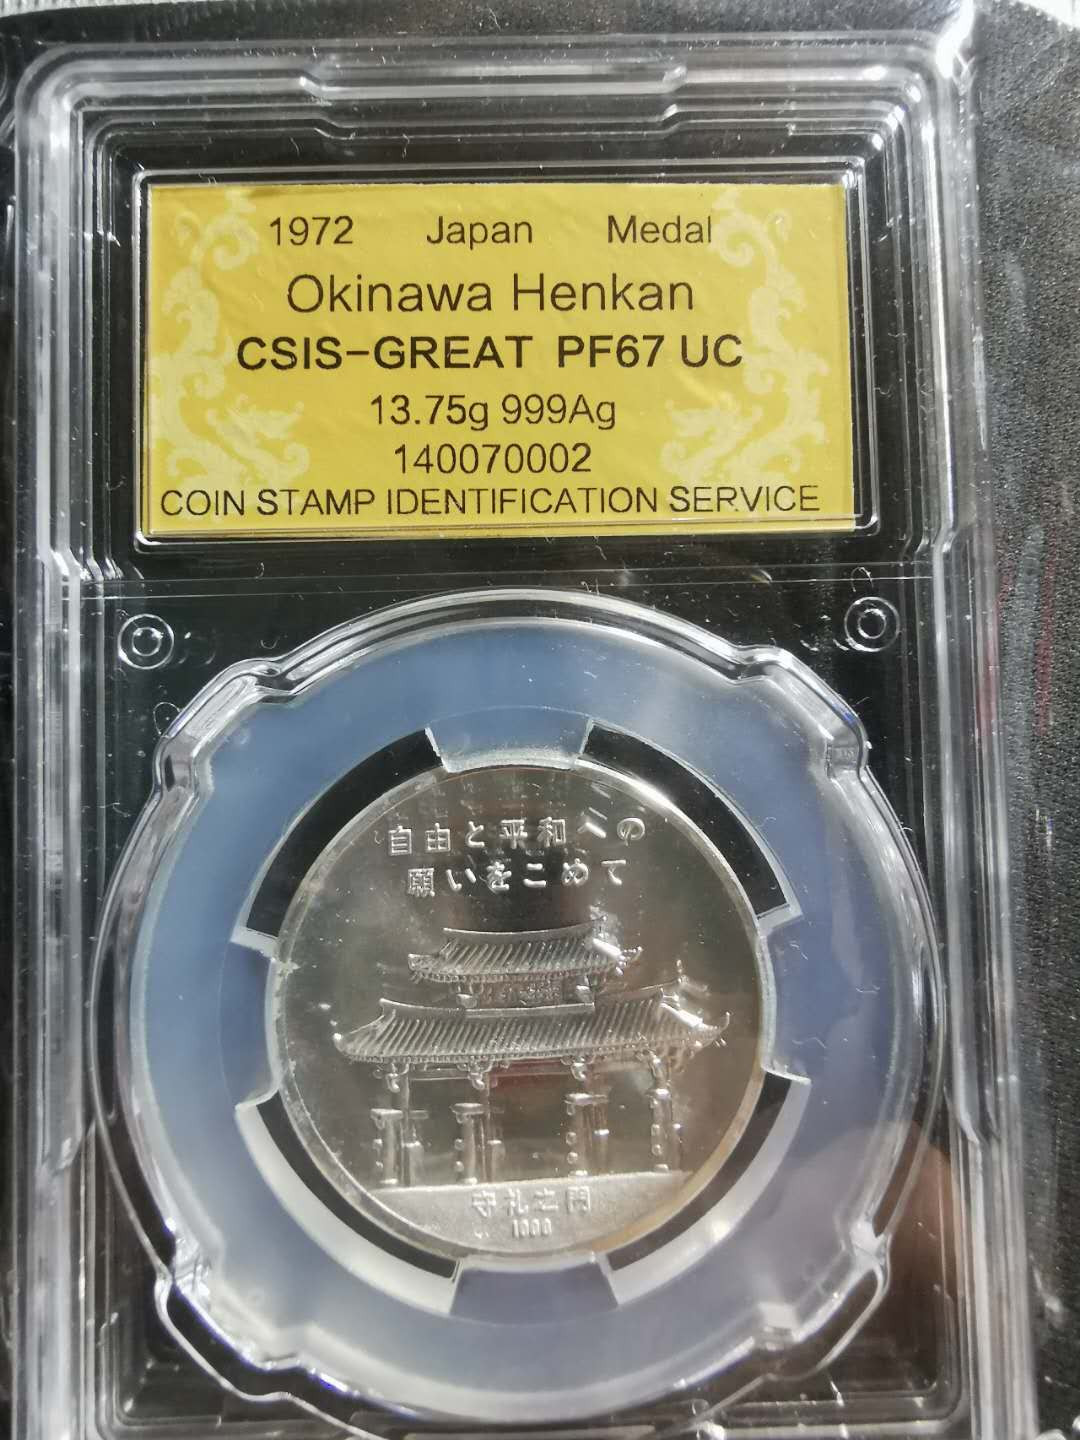 1972 Japan Medal
Okinawa Henkan
CSIS-GREAT PF67 UC
13.75g 999Ag
140070002
COIN STAMP IDENTIFICATION SERVICE
自由と平和への
願いをこめて
守礼之門
1000